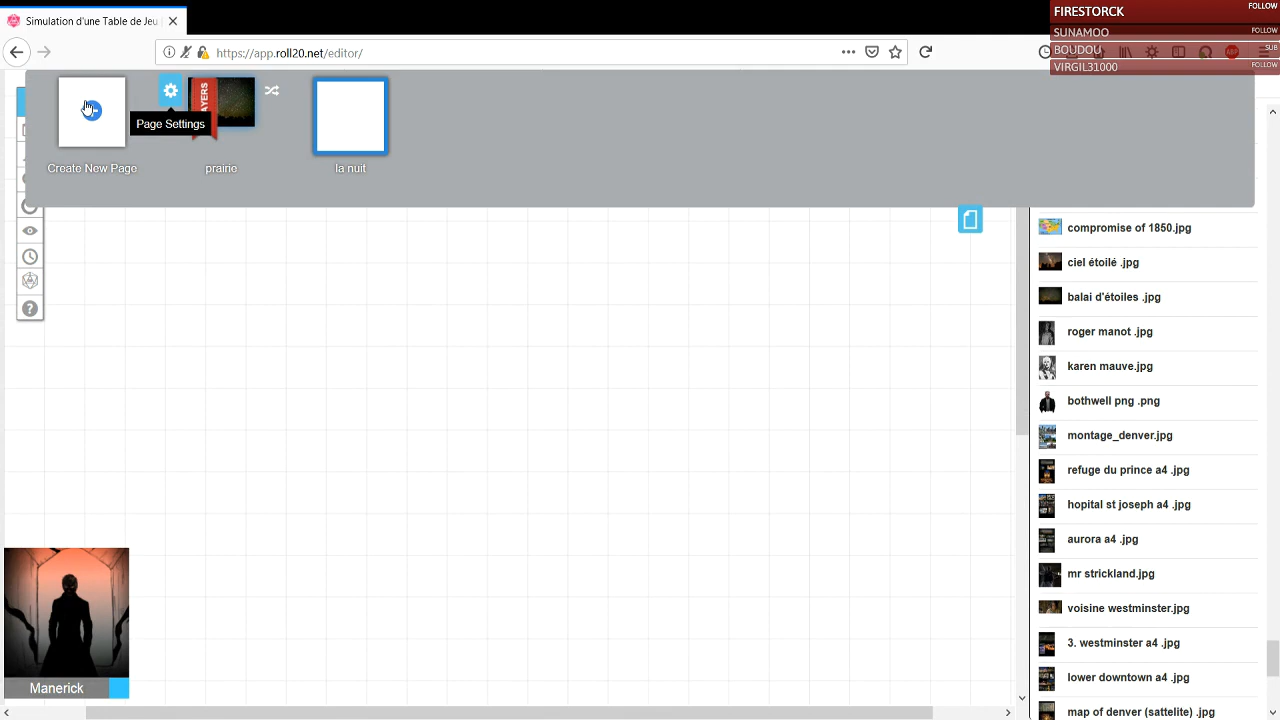 Simulation d'une Table de Jeu
https://app.roll20.net/editor/
FIRESTORCK
FOLLOW
SUNAMOO
FOLLOW
BOUDOU
SUB
VIRGIL31000
FOLLOW
ABP
AYERS
Page Settings
Create New Page
prairie
la nuit
compromise of 1850.jpg
ciel étoilé .jpg
balai d'étoiles .jpg
roger manot .jpg
karen mauve.jpg
bothwell png .png
montage_denver.jpg
refuge du prince a4 .jpg
hopital st joseph a4 .jpg
aurora a4 .jpg
mr strickland.jpg
voisine westminster.jpg
3. westminster a4 .jpg
lower downtown a4 .jpg
map of denver (sattelite) .jpg
Manerick